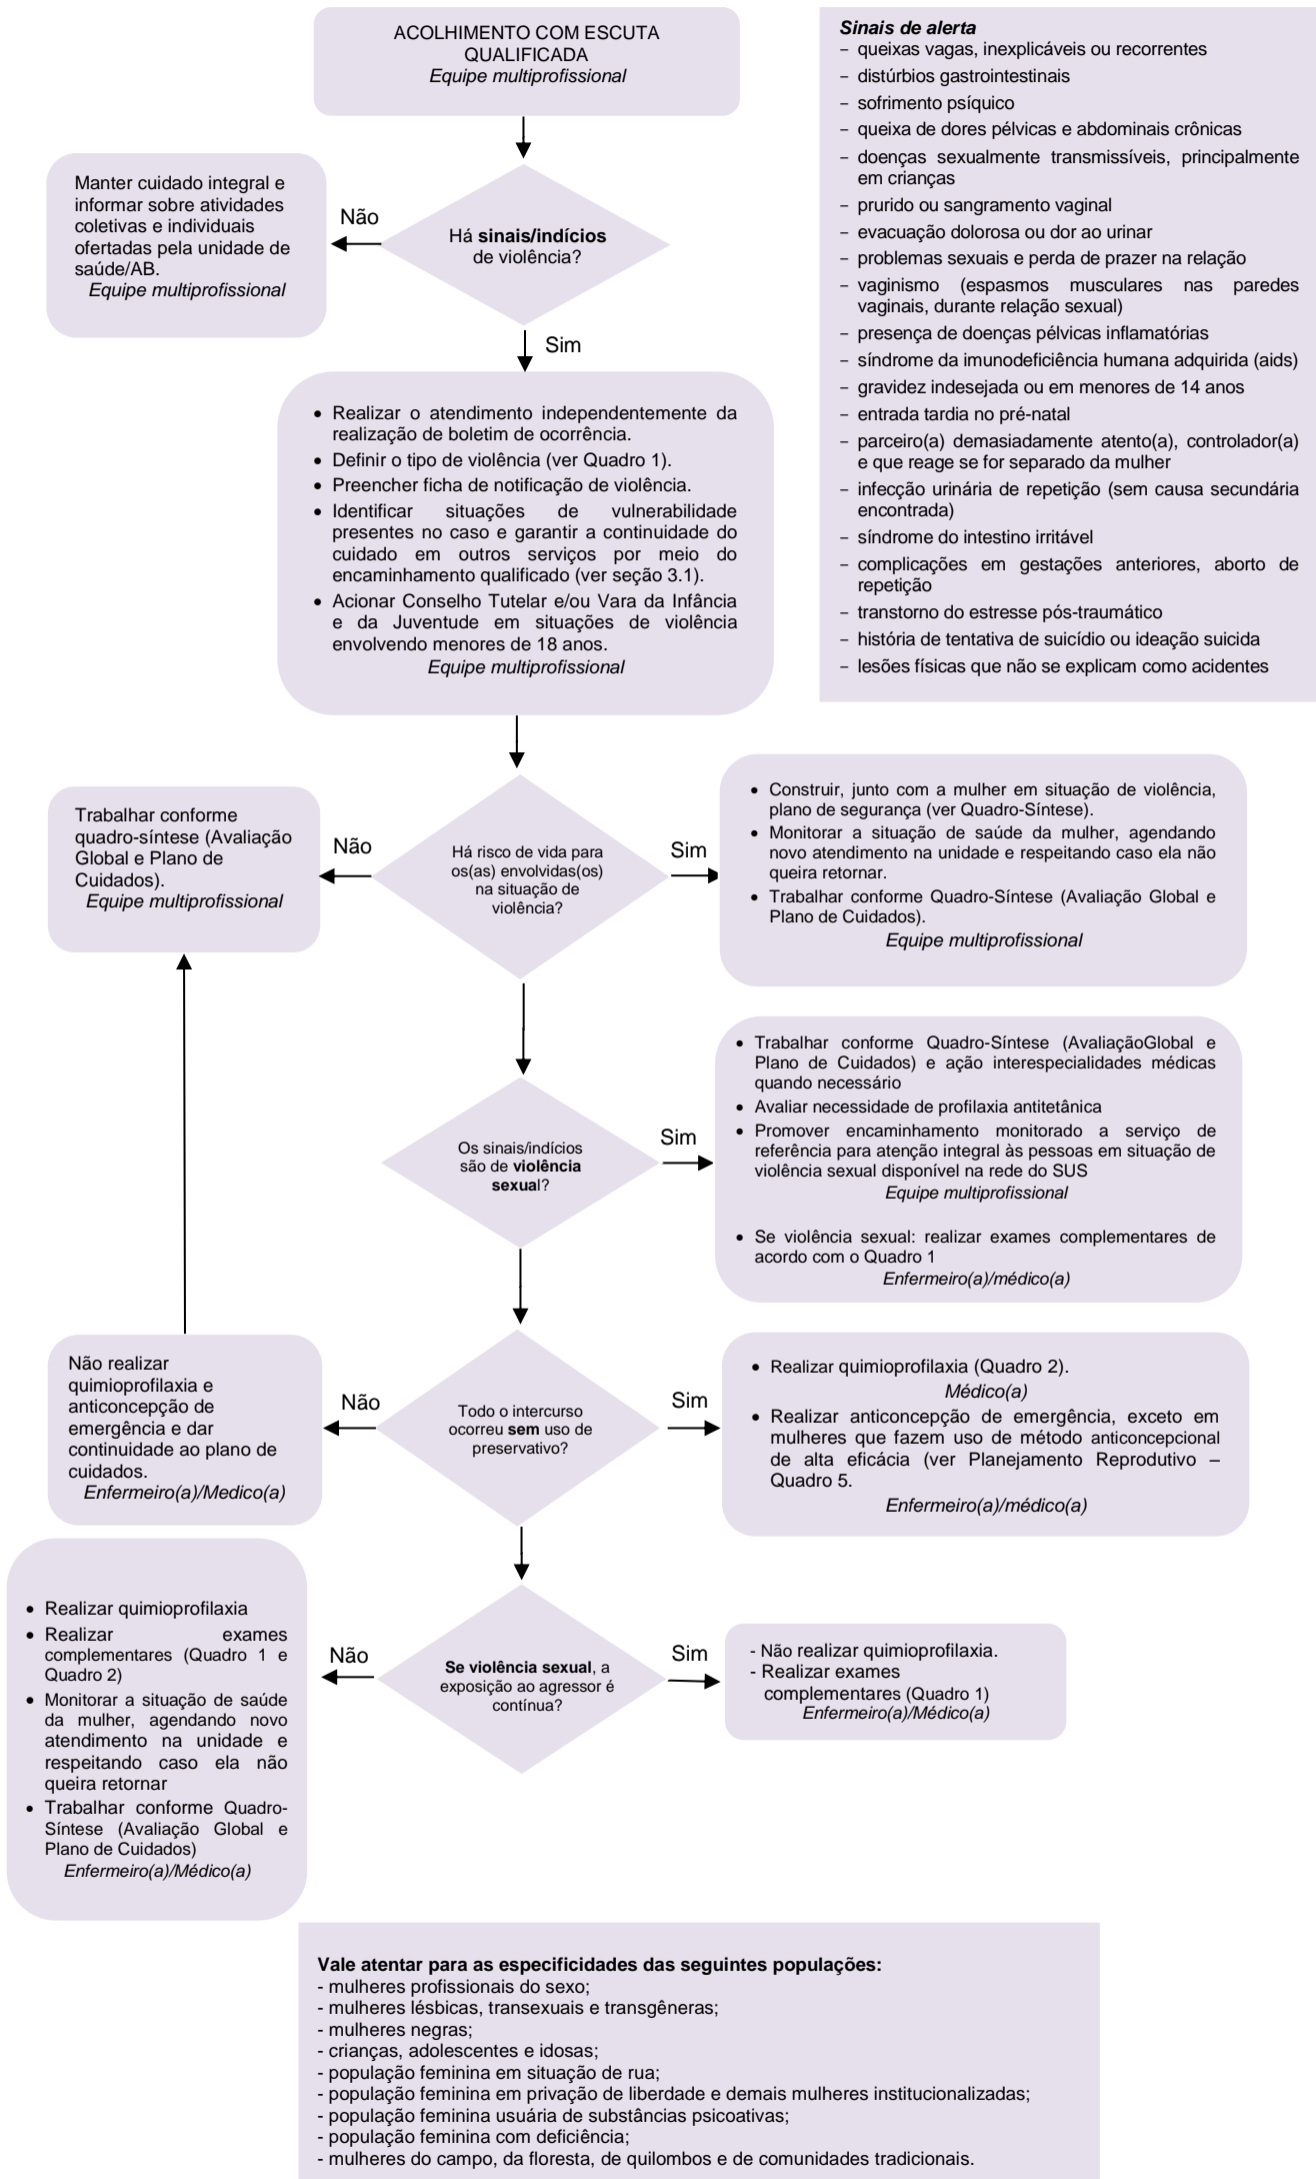 ACOLHIMENTO COM ESCUTA
QUALIFICADA
Equipe multiprofissional
Sinais de alerta
– queixas vagas, inexplicáveis ou recorrentes
– distúrbios gastrointestinais
– sofrimento psíquico
– queixa de dores pélvicas e abdominais crônicas
– doenças sexualmente transmissíveis, principalmente
em crianças
– prurido ou sangramento vaginal
– evacuação dolorosa ou dor ao urinar
– problemas sexuais e perda de prazer na relação
– vaginismo (espasmos musculares nas paredes
vaginais, durante relação sexual)
– presença de doenças pélvicas inflamatórias
– síndrome da imunodeficiência humana adquirida (aids)
– gravidez indesejada ou em menores de 14 anos
– entrada tardia no pré-natal
– parceiro(a) demasiadamente atento(a), controlador(a)
e que reage se for separado da mulher
– infecção urinária de repetição (sem causa secundária
encontrada)
– síndrome do intestino irritável
– complicações em gestações anteriores, aborto de
repetição
– transtorno do estresse pós-traumático
– história de tentativa de suicídio ou ideação suicida
– lesões físicas que não se explicam como acidentes
Há sinais/indícios
de violência?
Não
Manter cuidado integral e
informar sobre atividades
coletivas e individuais
ofertadas pela unidade de
saúde/AB.
Equipe multiprofissional
Sim
• Realizar o atendimento independentemente da
realização de boletim de ocorrência.
• Definir o tipo de violência (ver Quadro 1).
• Preencher ficha de notificação de violência.
• Identificar situações de vulnerabilidade
presentes no caso e garantir a continuidade do
cuidado em outros serviços por meio do
encaminhamento qualificado (ver seção 3.1).
• Acionar Conselho Tutelar e/ou Vara da Infância
e da Juventude em situações de violência
envolvendo menores de 18 anos.
Equipe multiprofissional
Há risco de vida para
os(as) envolvidas(os)
na situação de
violência?
Não
Trabalhar conforme
quadro-síntese (Avaliação
Global e Plano de
Cuidados).
Equipe multiprofissional
Sim
• Construir, junto com a mulher em situação de violência,
plano de segurança (ver Quadro-Síntese).
• Monitorar a situação de saúde da mulher, agendando
novo atendimento na unidade e respeitando caso ela não
queira retornar.
• Trabalhar conforme Quadro-Síntese (Avaliação Global e
Plano de Cuidados).
Equipe multiprofissional
Os sinais/indícios
são de violência
sexual?
Sim
• Trabalhar conforme Quadro-Síntese (AvaliaçãoGlobal e
Plano de Cuidados) e ação interespecialidades médicas
quando necessário
• Avaliar necessidade de profilaxia antitetânica
• Promover encaminhamento monitorado a serviço de
referência para atenção integral às pessoas em situação de
violência sexual disponível na rede do SUS
Equipe multiprofissional
• Se violência sexual: realizar exames complementares de
acordo com o Quadro 1
Enfermeiro(a)/médico(a)
Todo o intercurso
ocorreu sem uso de
preservativo?
Não
Não realizar
quimioprofilaxia e
anticoncepção de
emergência e dar
continuidade ao plano de
cuidados.
Enfermeiro(a)/Medico(a)
Sim
• Realizar quimioprofilaxia (Quadro 2).
Médico(a)
• Realizar anticoncepção de emergência, exceto em
mulheres que fazem uso de método anticoncepcional
de alta eficácia (ver Planejamento Reprodutivo –
Quadro 5.
Enfermeiro(a)/médico(a)
Se violência sexual, a
exposição ao agressor é
contínua?
Não
• Realizar quimioprofilaxia
• Realizar exames
complementares (Quadro 1 e
Quadro 2)
• Monitorar a situação de saúde
da mulher, agendando novo
atendimento na unidade e
respeitando caso ela não
queira retornar
• Trabalhar conforme Quadro-
Síntese (Avaliação Global e
Plano de Cuidados)
Enfermeiro(a)/Médico(a)
Sim
- Não realizar quimioprofilaxia.
- Realizar exames
complementares (Quadro 1)
Enfermeiro(a)/Médico(a)
Vale atentar para as especificidades das seguintes populações:
- mulheres profissionais do sexo;
- mulheres lésbicas, transexuais e transgêneras;
- mulheres negras;
- crianças, adolescentes e idosas;
- população feminina em situação de rua;
- população feminina em privação de liberdade e demais mulheres institucionalizadas;
- população feminina usuária de substâncias psicoativas;
- população feminina com deficiência;
- mulheres do campo, da floresta, de quilombos e de comunidades tradicionais.